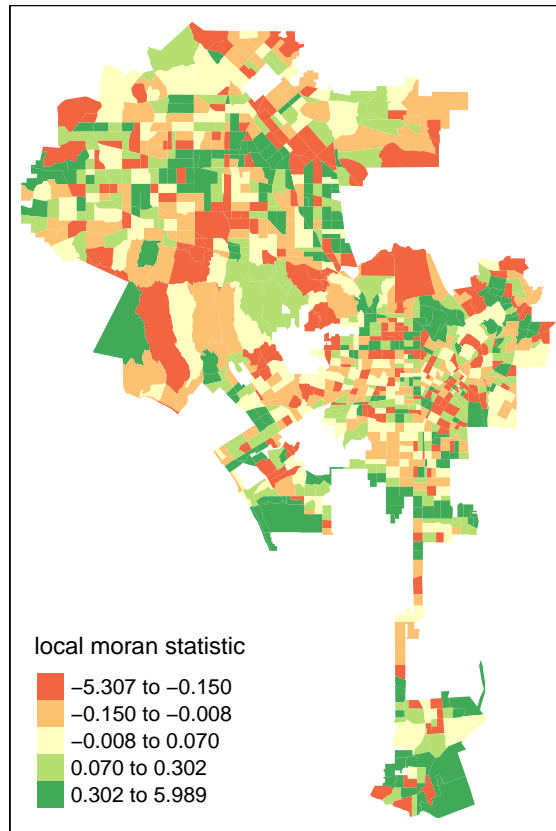 local moran statistic
−5.307 to −0.150
−0.150 to −0.008
−0.008 to 0.070
0.070 to 0.302
0.302 to 5.989